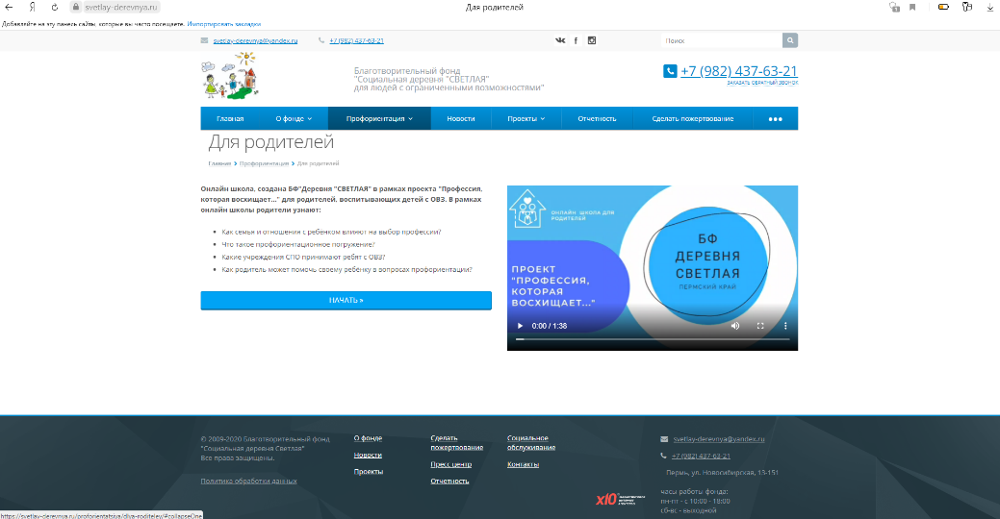 svetlay-derevnya.ru
Для родителей
Добавляйте на эту панель сайты, которые вы часто посещаете. Импортировать закладки
svetlay-derevnya@yandex.ru
+7 (982) 437-63-21
Поиск
Благотворительный фонд
"Социальная деревня "СВЕТЛАЯ"
для людей с ограниченными возможностями"
+7 (982) 437-63-21
ЗАКАЗАТЬ ОБРАТНЫЙ ЗВОНОК
Главная О фонде Профориентация Новости Проекты Отчетность Сделать пожертвование
Для родителей
Главная Профориентация Для родителей
Онлайн школа, создана БФ"Деревня "СВЕТЛАЯ" в рамках проекта "Профессия,
которая восхищает..." для родителей, воспитывающих детей с ОВЗ. В рамках
онлайн школы родители узнают:
Как семья и отношения с ребенком влияют на выбор профессии?
Что такое профориентационное погружение?
Какие учреждения СПО принимают ребят с ОВЗ?
Как родитель может помочь своему ребенку в вопросах профориентации?
НАЧАТЬ »
ОНЛАЙН ШКОЛА ДЛЯ
РОДИТЕЛЕЙ
ПРОЕКТ
"ПРОФЕССИЯ,
КОТОРАЯ
ВОСХИЩАЕТ..."
БФ
ДЕРЕВНЯ
СВЕТЛАЯ
ПЕРМСКИЙ КРАЙ
0:00 / 1:38
© 2009-2020 Благотворительный фонд
"Социальная деревня Светлая"
Все права защищены.
Политика обработки данных
О фонде
Новости
Проекты
Сделать
пожертвование
Пресс центр
Отчетность
Социальное
обслуживание
Контакты
svetlay-derevnya@yandex.ru
+7 (982) 437-63-21
Пермь, ул. Новосибирская, 13-151
часы работы фонда:
пн-пт - с 10:00 - 18:00
сб-вс - выходной
x10
https://svetlay-derevnya.ru/proforientatsiya/dlya-roditeley/#collapseOne